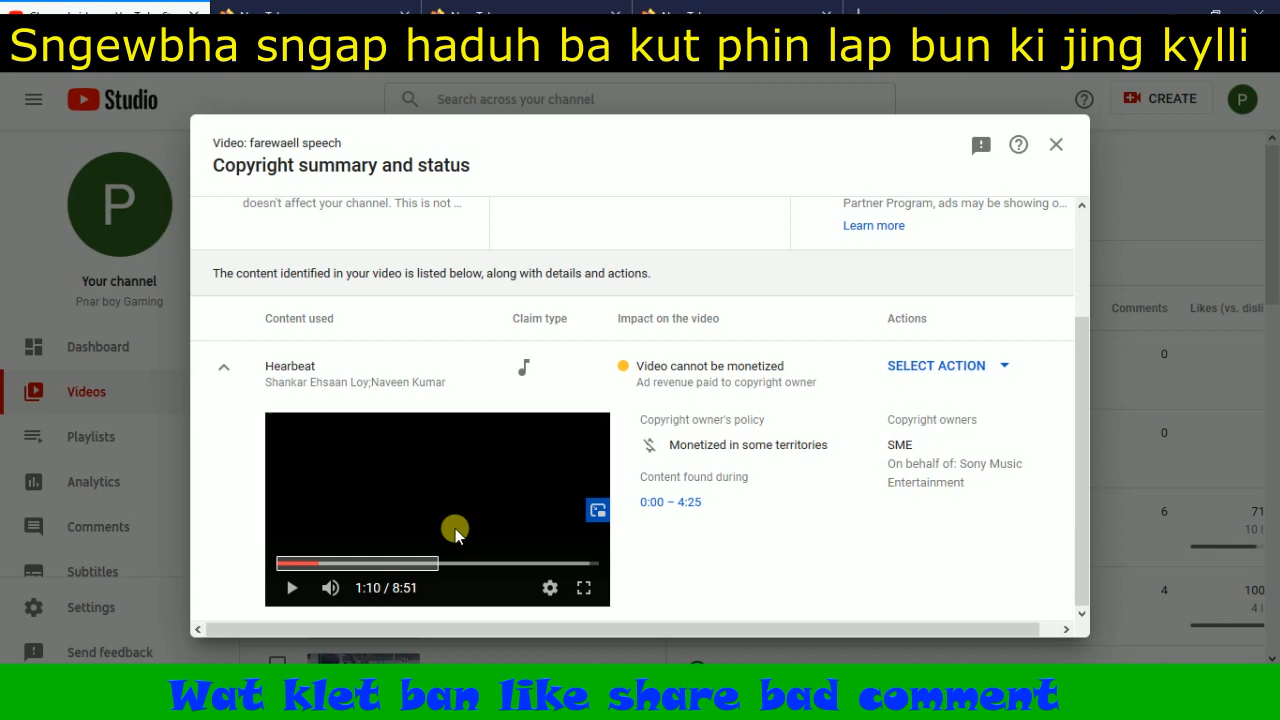 Sngewbha sngap haduh ba kut phin lap bun ki jing kylli
Studio
Search across your channel
CREATE
P
P
Your channel
Pnar boy Gaming
Dashboard
Videos
Playlists
Analytics
Comments
Subtitles
Settings
Send feedback
Video: farewaell speech
Copyright summary and status
doesn't affect your channel. This is not ...
Partner Program, ads may be showing o...
Learn more
The content identified in your video is listed below, along with details and actions.
Content used Claim type Impact on the video Actions
Hearbeat
Shankar Ehsaan Loy;Naveen Kumar
Video cannot be monetized
Ad revenue paid to copyright owner
SELECT ACTION
Copyright owner's policy
Monetized in some territories
Content found during
0:00 – 4:25
Copyright owners
SME
On behalf of: Sony Music
Entertainment
1:10 / 8:51
Comments Likes (vs. disli
0
0
6 71
10 l
4 100
4 l
Wat klet ban like share bad comment